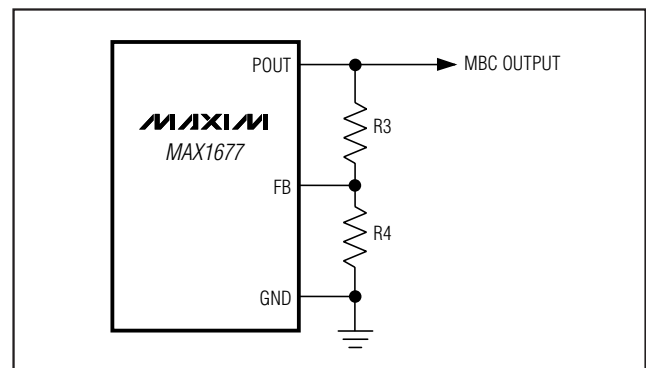 POUT
MBC OUTPUT
MAXIM
MAX1677
R3
FB
R4
GND